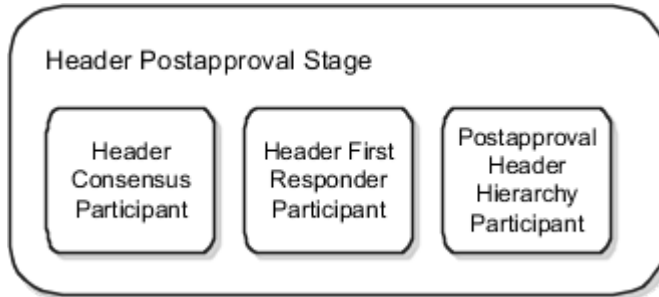 Header Postapproval Stage
Header
Consensus
Participant
Header First
Responder
Participant
Postapproval
Header
Hierarchy
Participant